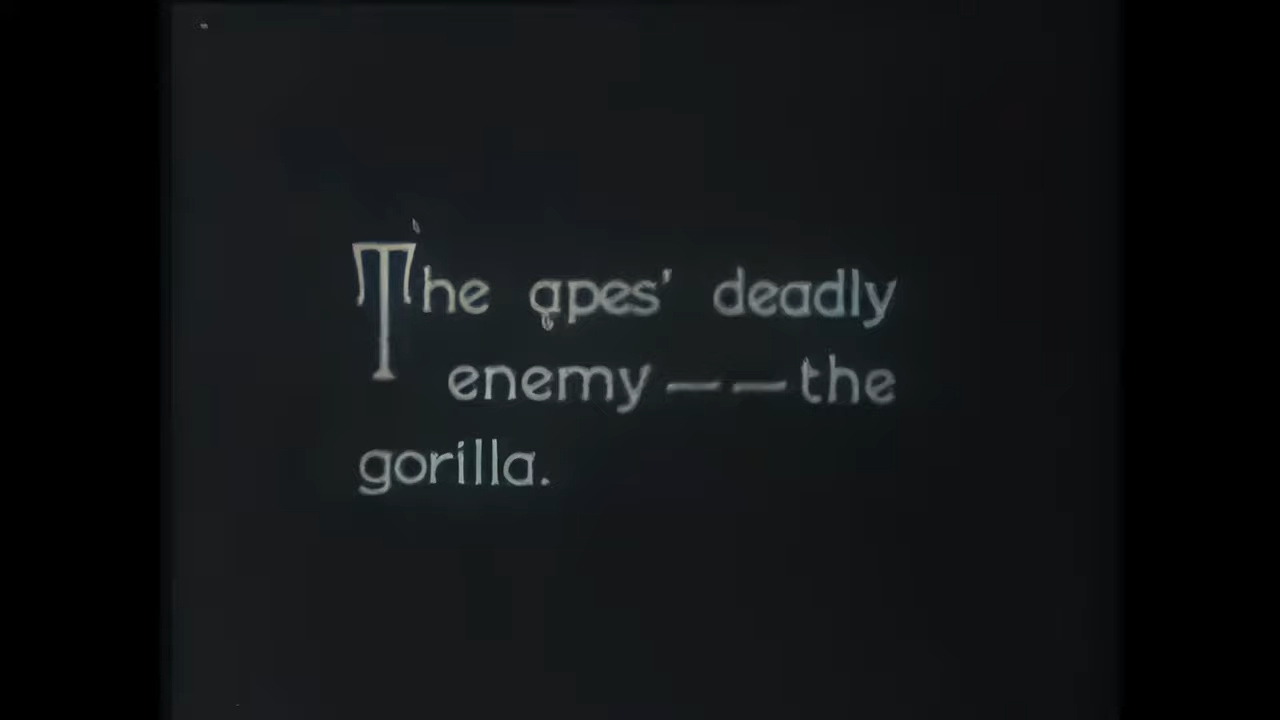 The apes' deadly
enemy — — the
gorilla.